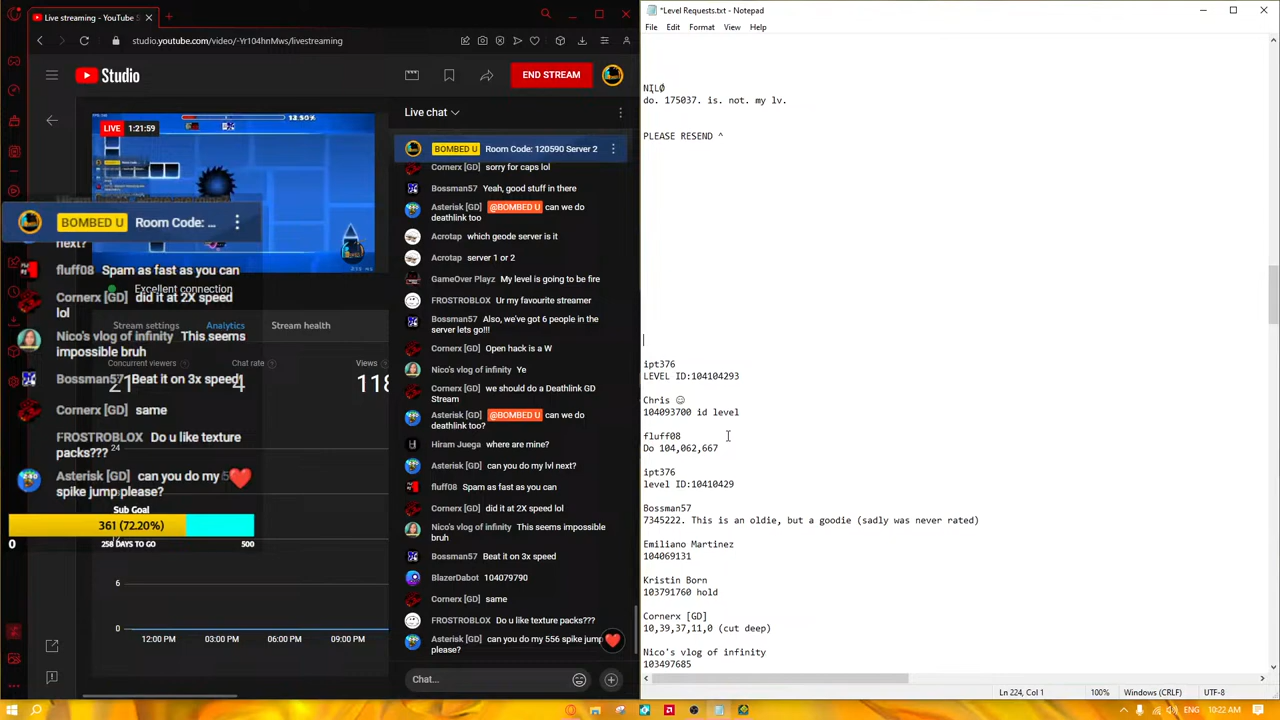 Live streaming - YouTube S
studio.youtube.com/video/-Yr104hnMws/livestreaming
Studio
END STREAM
LIVE
1:21:59
12.50%
Live chat
BOMBED U Room Code: 120590 Server 2
Cornerx [GD] sorry for caps lol
Bossman57 Yeah, good stuff in there
Asterisk [GD] @BOMBED U can we do
deathlink too
Acrotap which geode server is it
Acrotap server 1 or 2
GameOver Playz My level is going to be fire
FROSTROBLOX Ur my favourite streamer
Bossman57 Also, we've got 6 people in the
server lets go!!!
Cornerx [GD] Open hack is a W
Nico's vlog of infinity Ye
Cornerx [GD] we should do a Deathlink GD
Stream
Asterisk [GD] @BOMBED U can we do
deathlink too?
Hiram Juega where are mine?
Asterisk [GD] can you do my lvl next?
fluff08 Spam as fast as you can
Cornerx [GD] did it at 2X speed lol
Nico's vlog of infinity This seems impossible
bruh
Bossman57 Beat it on 3x speed
BlazerDabot 104079790
Cornerx [GD] same
FROSTROBLOX Do u like texture packs???
Asterisk [GD] can you do my 556 spike jump
please?
Chat...
BOMBED U Room Code: ...
next?
fluff08 Spam as fast as you can
Cornerx [GD] did it at 2X speed
lol
Nico's vlog of infinity This seems
impossible bruh
Bossman57 Beat it on 3x speed
Cornerx [GD] same
FROSTROBLOX Do u like texture
packs???
Asterisk [GD] can you do my
spike jump please?
Excellent connection
Stream settings
Analytics
Stream health
Concurrent viewers
Chat rate
Views
21
4
118
24
6
0
Sub Goal
361 (72.20%)
0
258 DAYS TO GO
500
12:00 PM
03:00 PM
06:00 PM
09:00 PM
*Level Requests.txt - Notepad
File Edit Format View Help
NILØ
do. 175037. is. not. my lv.
PLEASE RESEND ^
ipt376
LEVEL ID:104104293
Chris ☺
104093700 id level
fluff08
Do 104,062,667
ipt376
level ID:10410429
Bossman57
7345222. This is an oldie, but a goodie (sadly was never rated)
Emiliano Martinez
104069131
Kristin Born
103791760 hold
Cornerx [GD]
10,39,37,11,0 (cut deep)
Nico's vlog of infinity
103497685
Ln 224, Col 1
100%
Windows (CRLF)
UTF-8
ENG
10:22 AM